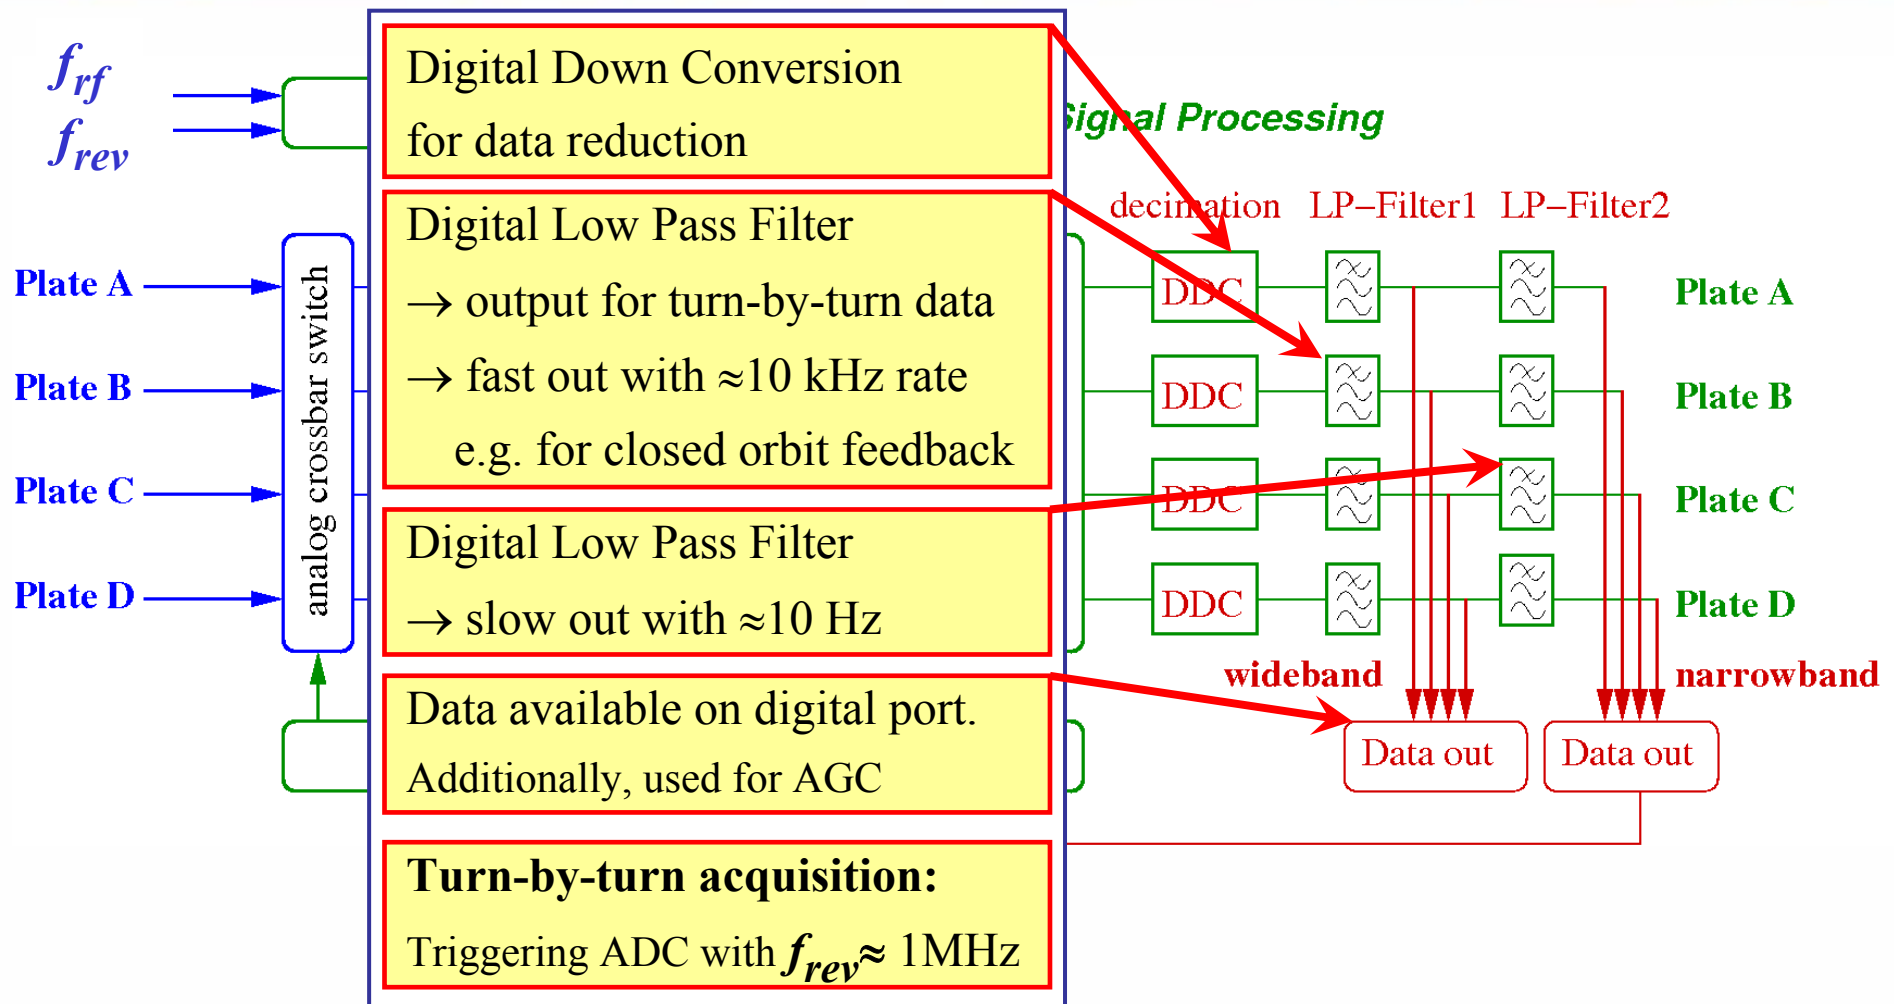 f_rf
f_rev
Digital Down Conversion
for data reduction
Signal Processing
Digital Low Pass Filter
→ output for turn-by-turn data
→ fast out with ≈10 kHz rate
e.g. for closed orbit feedback
Digital Low Pass Filter
→ slow out with ≈10 Hz
Data available on digital port.
Additionally, used for AGC
Turn-by-turn acquisition:
Triggering ADC with f_rev≈ 1MHz
Plate A
Plate B
Plate C
Plate D
analog crossbar switch
decimation LP−Filter1 LP−Filter2
DDC
DDC
DDC
DDC
Plate A
Plate B
Plate C
Plate D
wideband
narrowband
Data out
Data out